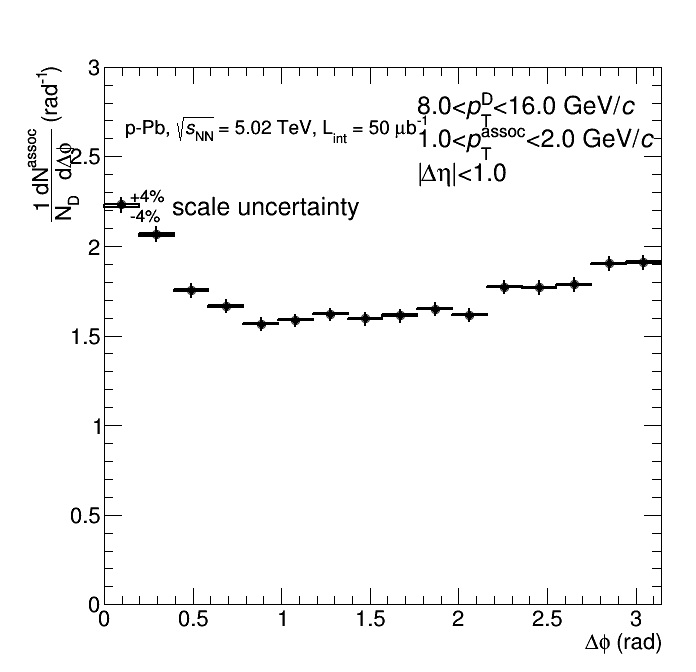 3
8.0<p_T^D<16.0 GeV/c
p-Pb, √s_NN = 5.02 TeV, L_int = 50 μb^-1
1.0<p_T^assoc<2.0 GeV/c
|Δη|<1.0
1 dN^assoc (rad^-1)
N_D dΔϕ
2.5
+4%
-4%
scale uncertainty
2
1.5
1
0.5
0
0 0.5 1 1.5 2 2.5 3
Δϕ (rad)